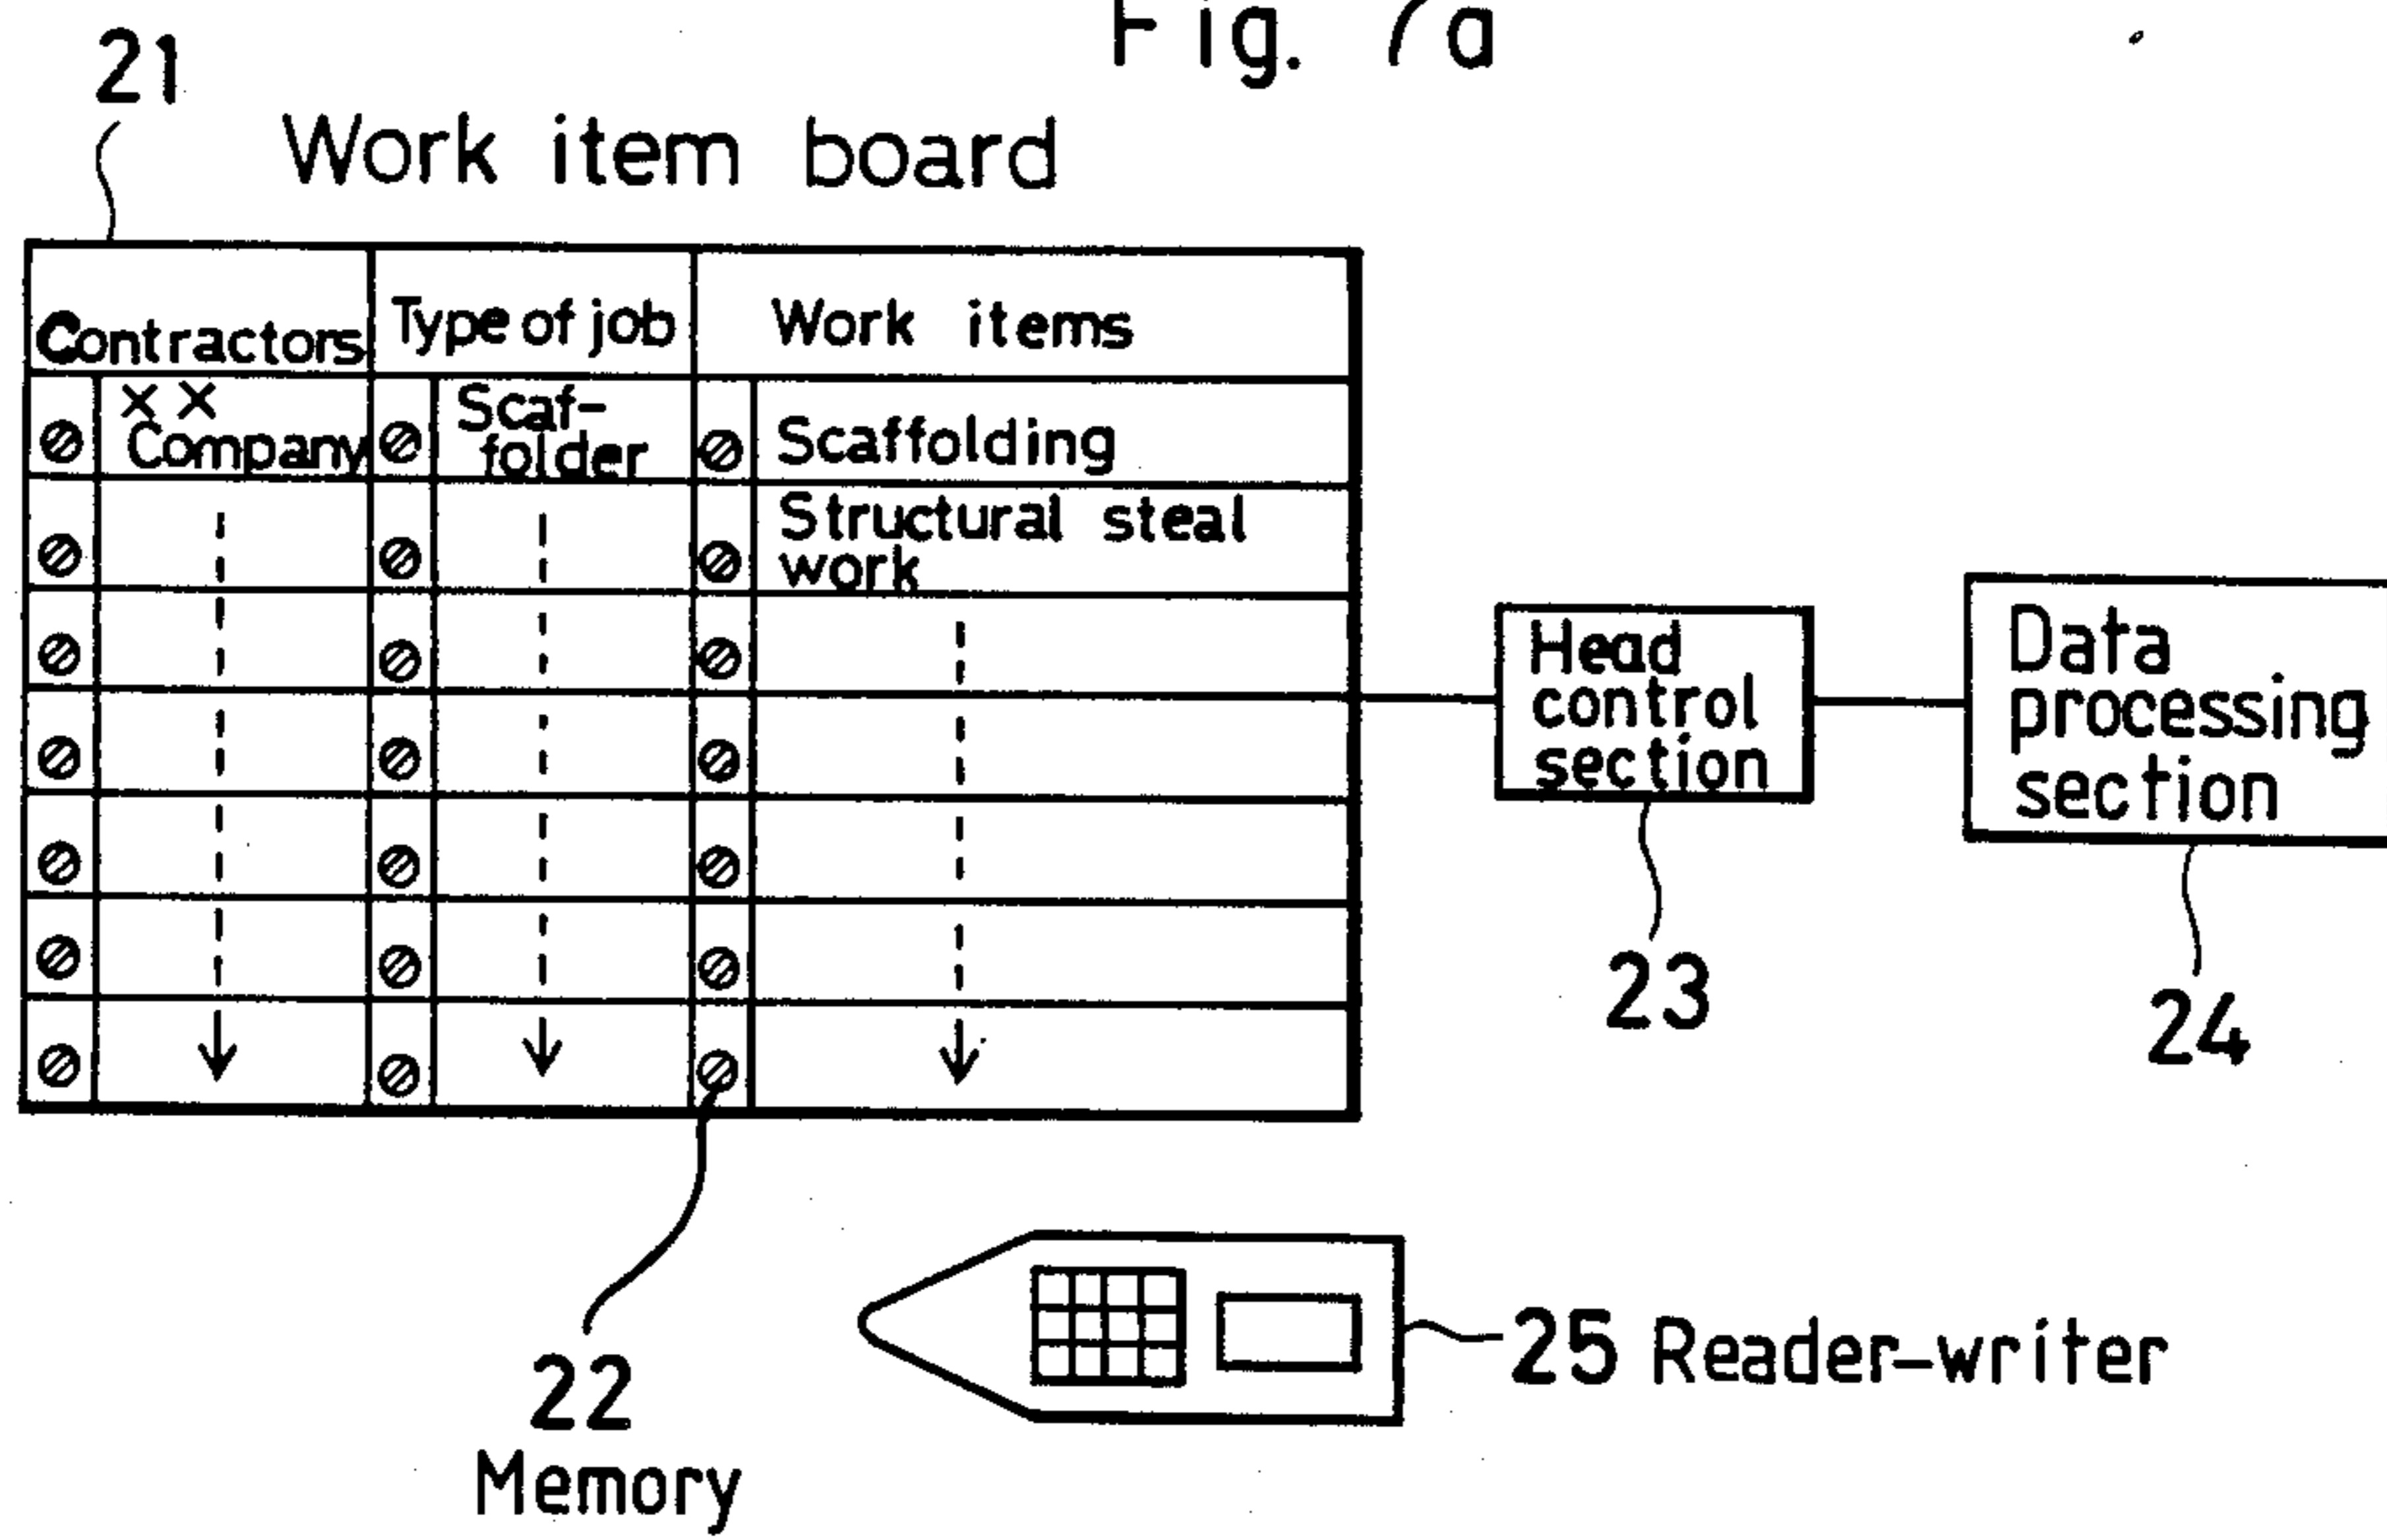 Fig. 7a
21
Work item board
Contractors
Type of job
Work items
××
Company
Scaf-
folder
Scaffolding
Structural steal
work
Head
control
section
Data
processing
section
23
24
22
Memory
25 Reader-writer